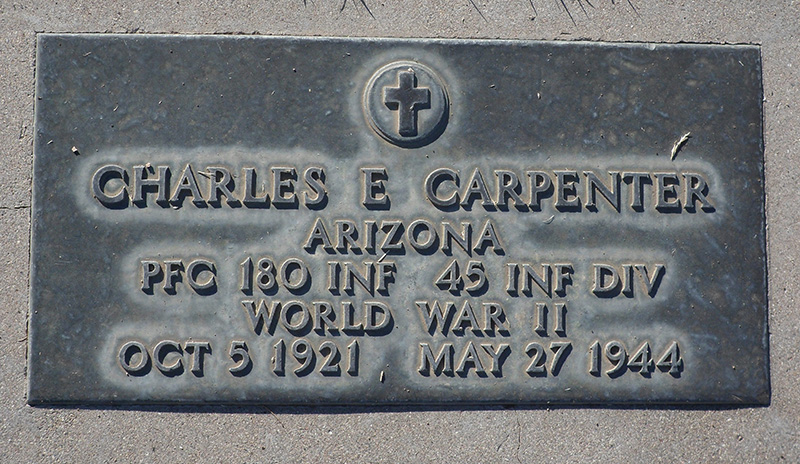 CHARLES E CARPENTER
ARIZONA
PFC 180 INF 45 INF DIV
WORLD WAR II
OCT 5 1921 MAY 27 1944